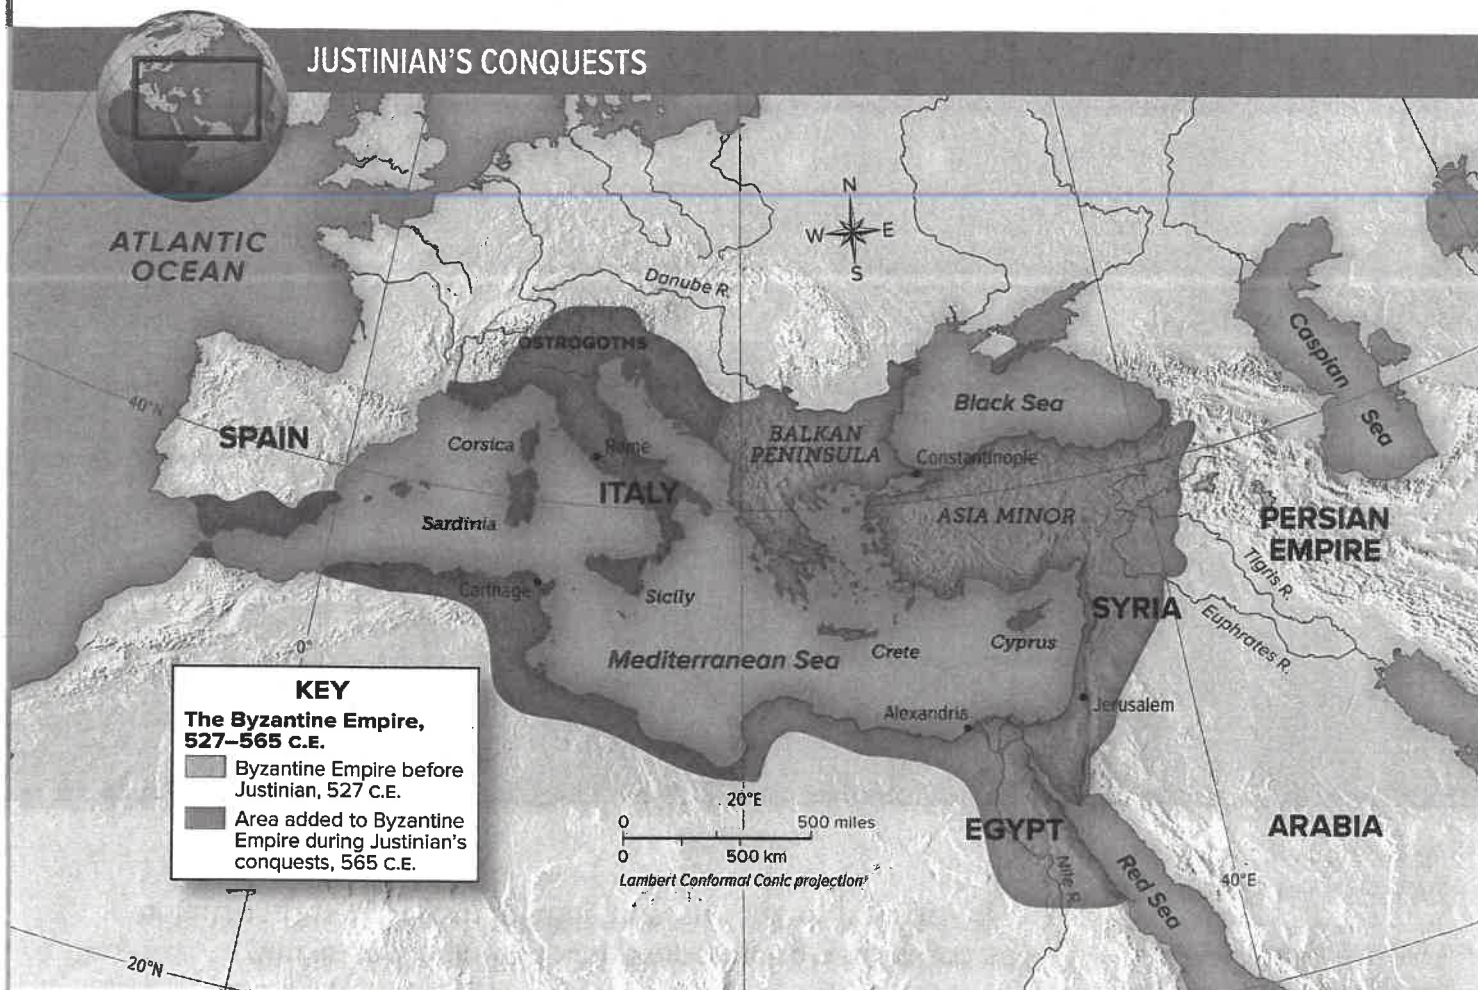 JUSTINIAN'S CONQUESTS
N
W
E
S
ATLANTIC
OCEAN
Danube R.
OSTROGOTHS
Caspian
Sea
Black Sea
40°N
SPAIN
Corsica
Rome
BALKAN
PENINSULA
Constantinople
ITALY
Sardinia
ASIA MINOR
PERSIAN
EMPIRE
Tigris R.
Carthage
Sicily
SYRIA
Euphrates R.
Mediterranean Sea
Crete
Cyprus
0°
Alexandria
Jerusalem
KEY
The Byzantine Empire,
527–565 C.E.
Byzantine Empire before
Justinian, 527 C.E.
Area added to Byzantine
Empire during Justinian's
conquests, 565 C.E.
20°E
0
500 miles
0
500 km
Lambert Conformal Conic projection
EGYPT
Nile R.
Red Sea
ARABIA
40°E
20°N